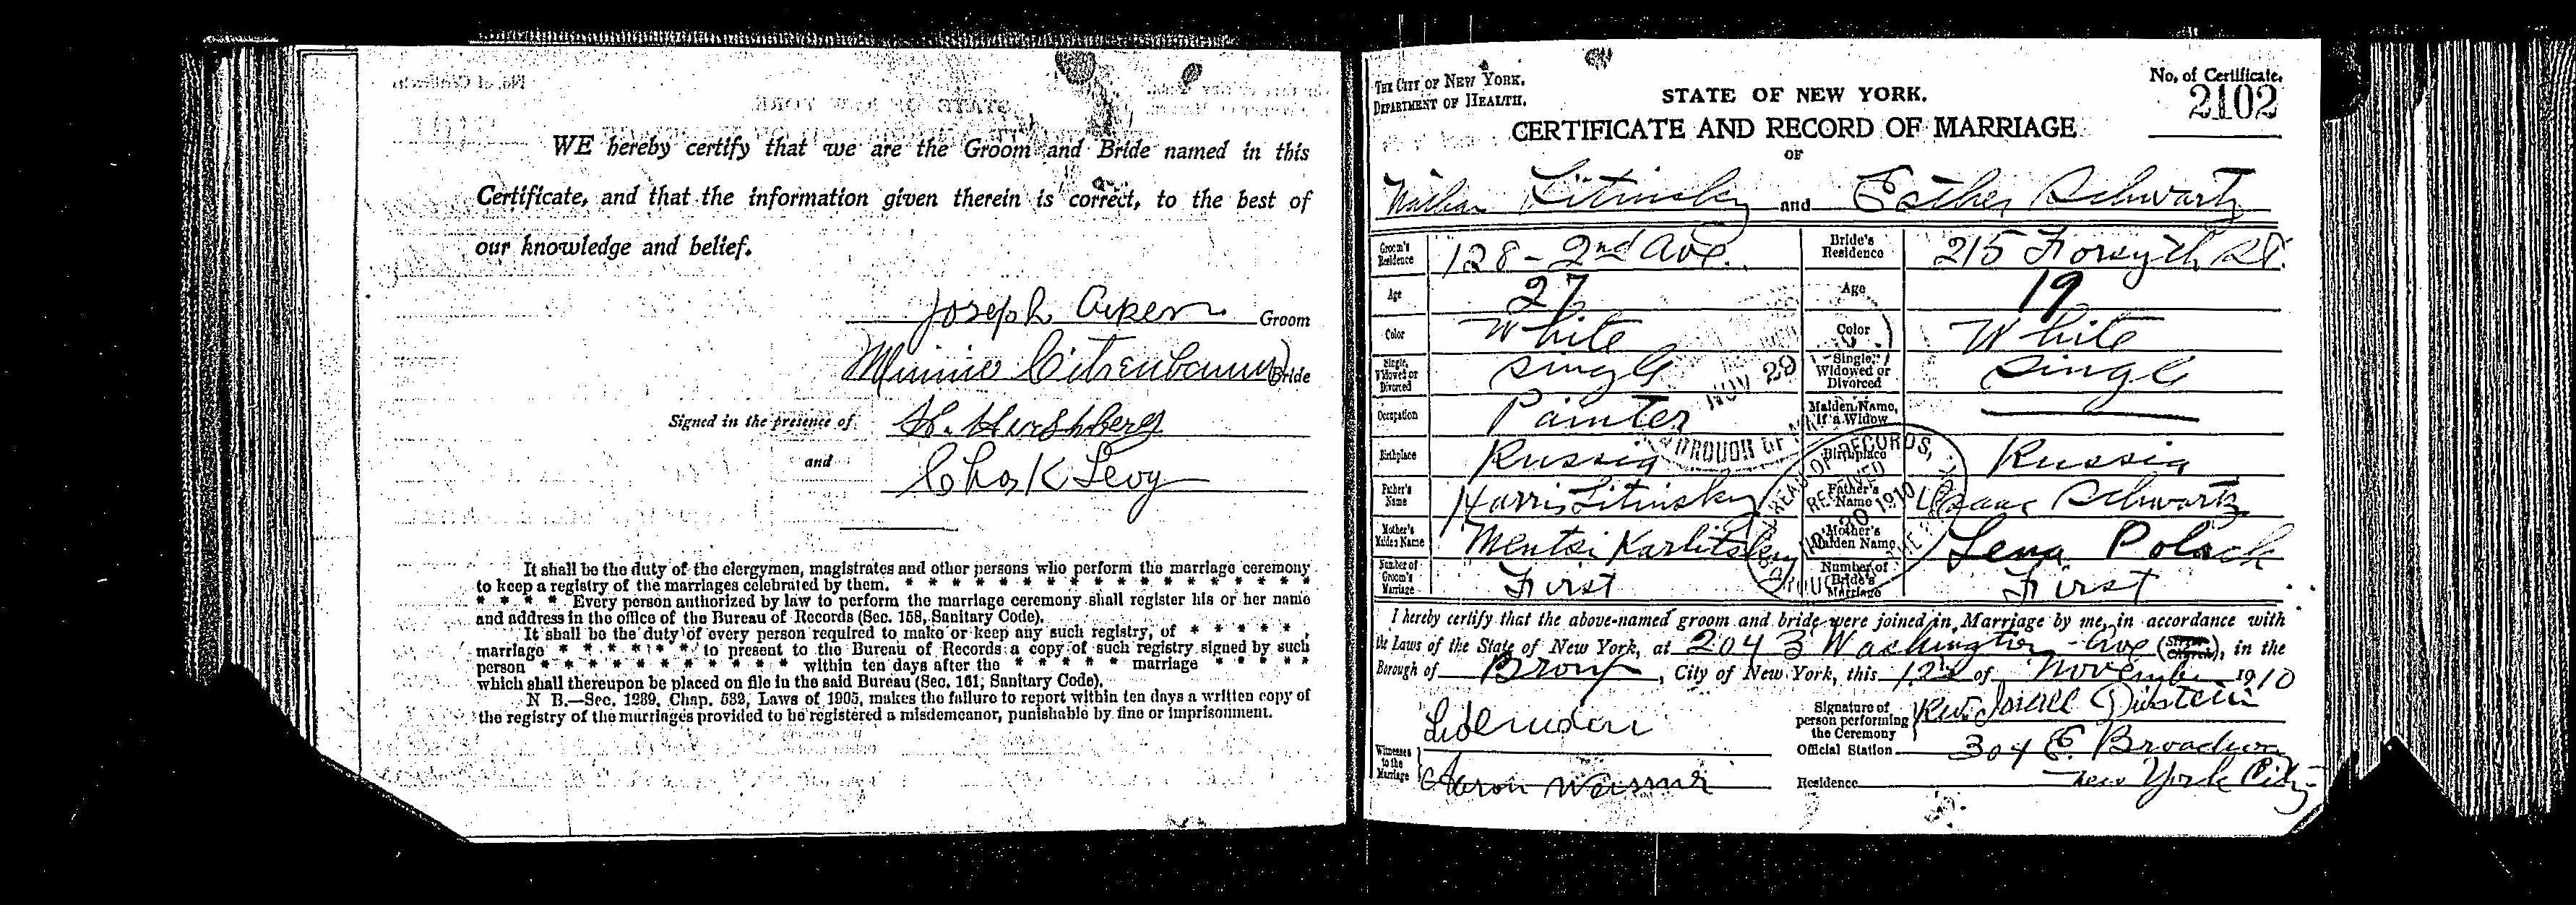 WE hereby certify that we are the Groom and Bride named in this
Certificate, and that the information given therein is correct, to the best of
our knowledge and belief.
Joseph Groom
Minnie Bride
Signed in the presence of H. Hershberg
and
Chas K Levy
It shall be the duty of the clergymen, magistrates and other persons who perform the marriage ceremony
to keep a registry of the marriages celebrated by them. * * * * * * * * * * * * * * * * *
* * * * Every person authorized by law to perform the marriage ceremony shall register his or her name
and address in the office of the Bureau of Records (Sec. 158, Sanitary Code).
It shall be the duty of every person required to make or keep any such registry, of * * * * *
marriage * * * * * * to present to the Bureau of Records a copy of such registry signed by such
person * * * * * * * * * * * within ten days after the * * * * * marriage * * * * *
which shall thereupon be placed on file in the said Bureau (Sec. 161, Sanitary Code).
N B.—Sec. 1239, Chap. 532, Laws of 1905, makes the failure to report within ten days a written copy of
the registry of the marriages provided to be registered a misdemeanor, punishable by fine or imprisonment.
THE CITY OF NEW YORK.
DEPARTMENT OF HEALTH.
STATE OF NEW YORK.
No. of Certificate.
2102
CERTIFICATE AND RECORD OF MARRIAGE
OF
Nathan Litinsky and Esther Schwartz
Groom's Residence 128 - 2nd Ave. Bride's Residence 215 Forsyth St.
Age 27 Age 19
Color White Color White
Single, Widowed or Divorced Single Single, Widowed or Divorced Single
Occupation Painter Maiden Name, if a Widow
Birthplace Russia Birthplace Russia
Father's Name Harris Litinsky Father's Name Isaac Schwartz
Mother's Maiden Name Mentsi Karlitsky Mother's Maiden Name Lena Polack
Number of Groom's Marriage First Number of Bride's Marriage First
NOV 29
BOROUGH OF
BUREAU OF RECORDS,
RECEIVED
NOV 30 1910
I hereby certify that the above-named groom and bride were joined in Marriage by me, in accordance with
the Laws of the State of New York, at 2043 Washington Ave (Street Church), in the
Borough of Bronx, City of New York, this 12 of November 1910
Signature of person performing the Ceremony Rev. Israel
Witnesses to the Marriage
Official Station 304 E. Broadway
Aaron
Residence New York City